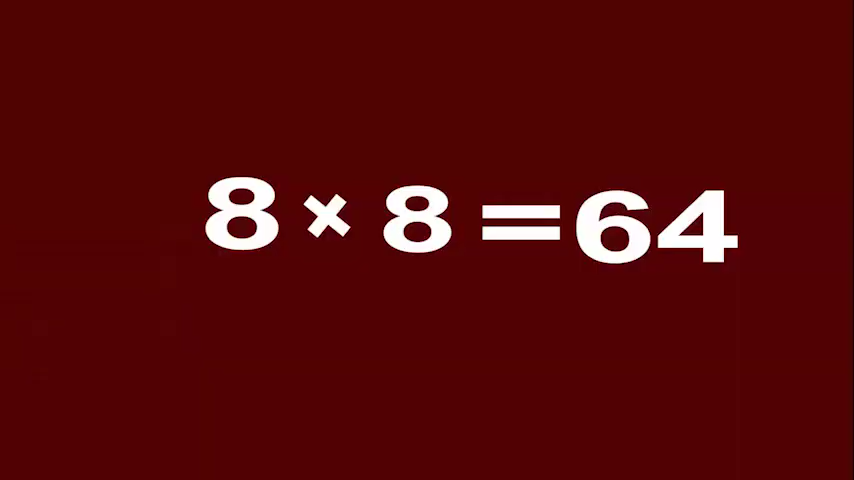 8 × 8 = 64